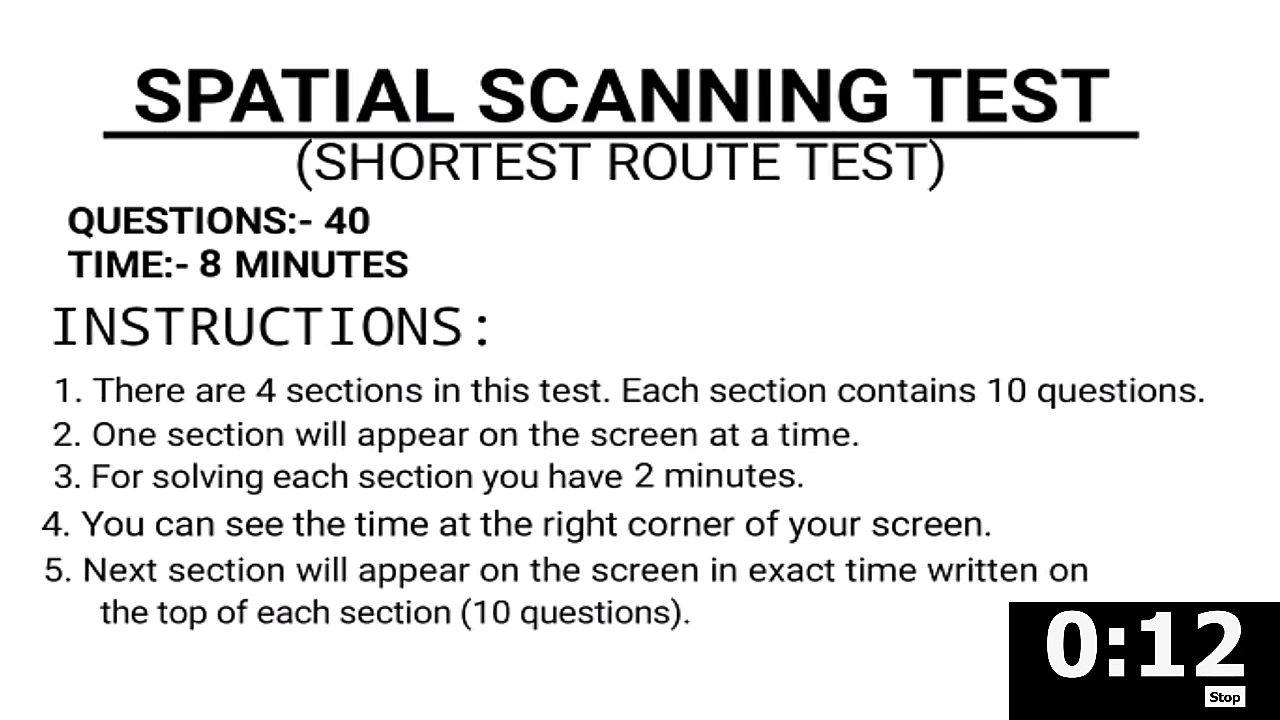 SPATIAL SCANNING TEST
(SHORTEST ROUTE TEST)
QUESTIONS:- 40
TIME:- 8 MINUTES
INSTRUCTIONS:
1. There are 4 sections in this test. Each section contains 10 questions.
2. One section will appear on the screen at a time.
3. For solving each section you have 2 minutes.
4. You can see the time at the right corner of your screen.
5. Next section will appear on the screen in exact time written on
the top of each section (10 questions).
0:12
Stop